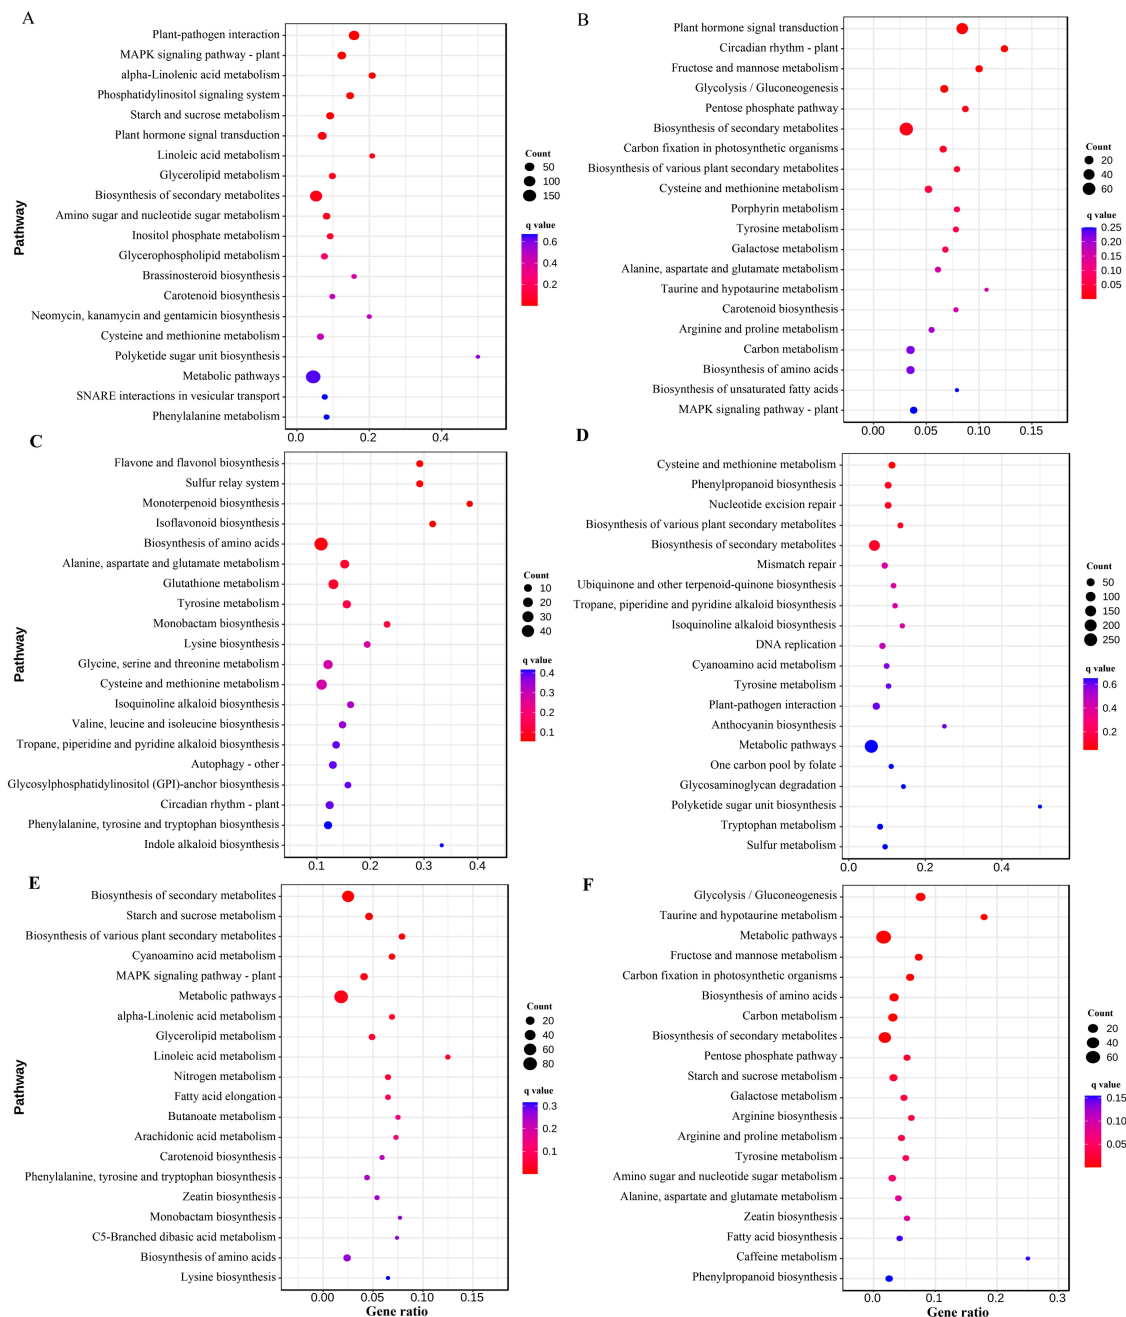 A
Plant-pathogen interaction
MAPK signaling pathway - plant
alpha-Linolenic acid metabolism
Phosphatidylinositol signaling system
Starch and sucrose metabolism
Plant hormone signal transduction
Linoleic acid metabolism
Glycerolipid metabolism
Biosynthesis of secondary metabolites
Amino sugar and nucleotide sugar metabolism
Inositol phosphate metabolism
Glycerophospholipid metabolism
Brassinosteroid biosynthesis
Carotenoid biosynthesis
Neomycin, kanamycin and gentamicin biosynthesis
Cysteine and methionine metabolism
Polyketide sugar unit biosynthesis
Metabolic pathways
SNARE interactions in vesicular transport
Phenylalanine metabolism
Pathway
0.0 0.2 0.4
Count
50
100
150
q value
0.6
0.4
0.2
B
Plant hormone signal transduction
Circadian rhythm - plant
Fructose and mannose metabolism
Glycolysis / Gluconeogenesis
Pentose phosphate pathway
Biosynthesis of secondary metabolites
Carbon fixation in photosynthetic organisms
Biosynthesis of various plant secondary metabolites
Cysteine and methionine metabolism
Porphyrin metabolism
Tyrosine metabolism
Galactose metabolism
Alanine, aspartate and glutamate metabolism
Taurine and hypotaurine metabolism
Carotenoid biosynthesis
Arginine and proline metabolism
Carbon metabolism
Biosynthesis of amino acids
Biosynthesis of unsaturated fatty acids
MAPK signaling pathway - plant
0.00 0.05 0.10 0.15
Count
20
40
60
q value
0.25
0.20
0.15
0.10
0.05
C
Flavone and flavonol biosynthesis
Sulfur relay system
Monoterpenoid biosynthesis
Isoflavonoid biosynthesis
Biosynthesis of amino acids
Alanine, aspartate and glutamate metabolism
Glutathione metabolism
Tyrosine metabolism
Monobactam biosynthesis
Lysine biosynthesis
Glycine, serine and threonine metabolism
Cysteine and methionine metabolism
Isoquinoline alkaloid biosynthesis
Valine, leucine and isoleucine biosynthesis
Tropane, piperidine and pyridine alkaloid biosynthesis
Autophagy - other
Glycosylphosphatidylinositol (GPI)-anchor biosynthesis
Circadian rhythm - plant
Phenylalanine, tyrosine and tryptophan biosynthesis
Indole alkaloid biosynthesis
Pathway
0.1 0.2 0.3 0.4
Count
10
20
30
40
q value
0.4
0.3
0.2
0.1
D
Cysteine and methionine metabolism
Phenylpropanoid biosynthesis
Nucleotide excision repair
Biosynthesis of various plant secondary metabolites
Biosynthesis of secondary metabolites
Mismatch repair
Ubiquinone and other terpenoid-quinone biosynthesis
Tropane, piperidine and pyridine alkaloid biosynthesis
Isoquinoline alkaloid biosynthesis
DNA replication
Cyanoamino acid metabolism
Tyrosine metabolism
Plant-pathogen interaction
Anthocyanin biosynthesis
Metabolic pathways
One carbon pool by folate
Glycosaminoglycan degradation
Polyketide sugar unit biosynthesis
Tryptophan metabolism
Sulfur metabolism
0.0 0.2 0.4
Count
50
100
150
200
250
q value
0.6
0.4
0.2
E
Biosynthesis of secondary metabolites
Starch and sucrose metabolism
Biosynthesis of various plant secondary metabolites
Cyanoamino acid metabolism
MAPK signaling pathway - plant
Metabolic pathways
alpha-Linolenic acid metabolism
Glycerolipid metabolism
Linoleic acid metabolism
Nitrogen metabolism
Fatty acid elongation
Butanoate metabolism
Arachidonic acid metabolism
Carotenoid biosynthesis
Phenylalanine, tyrosine and tryptophan biosynthesis
Zeatin biosynthesis
Monobactam biosynthesis
C5-Branched dibasic acid metabolism
Biosynthesis of amino acids
Lysine biosynthesis
Pathway
0.00 0.05 0.10 0.15
Gene ratio
Count
20
40
60
80
q value
0.3
0.2
0.1
F
Glycolysis / Gluconeogenesis
Taurine and hypotaurine metabolism
Metabolic pathways
Fructose and mannose metabolism
Carbon fixation in photosynthetic organisms
Biosynthesis of amino acids
Carbon metabolism
Biosynthesis of secondary metabolites
Pentose phosphate pathway
Starch and sucrose metabolism
Galactose metabolism
Arginine biosynthesis
Arginine and proline metabolism
Tyrosine metabolism
Amino sugar and nucleotide sugar metabolism
Alanine, aspartate and glutamate metabolism
Zeatin biosynthesis
Fatty acid biosynthesis
Caffeine metabolism
Phenylpropanoid biosynthesis
0.0 0.1 0.2 0.3
Gene ratio
Count
20
40
60
q value
0.15
0.10
0.05